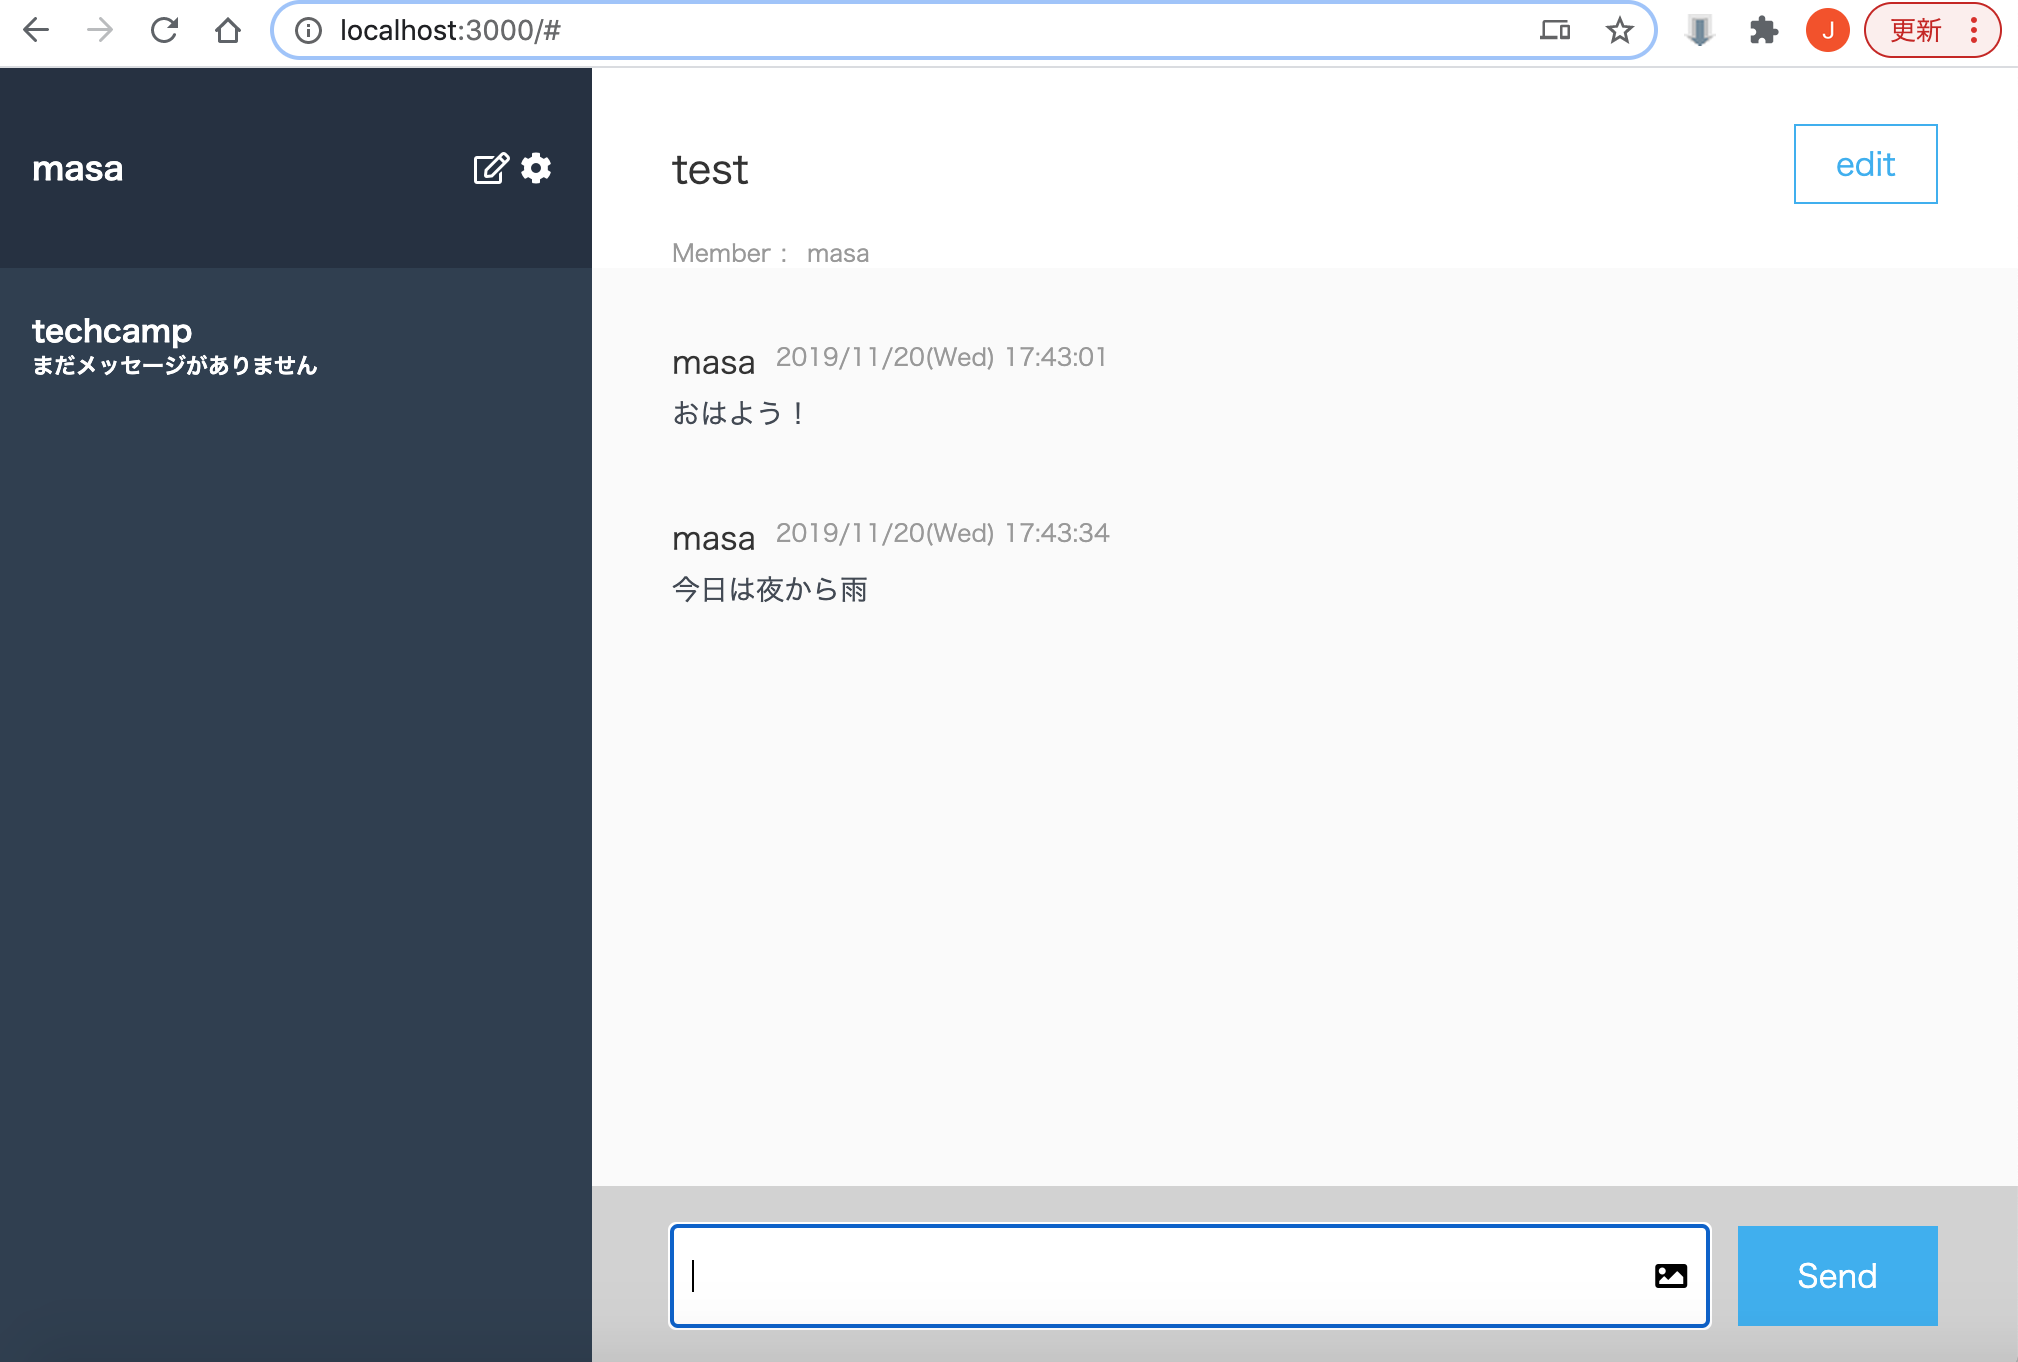 localhost:3000/#
J
更新
masa
test
edit
Member： masa
techcamp
まだメッセージがありません
masa 2019/11/20(Wed) 17:43:01
おはよう！
masa 2019/11/20(Wed) 17:43:34
今日は夜から雨
Send